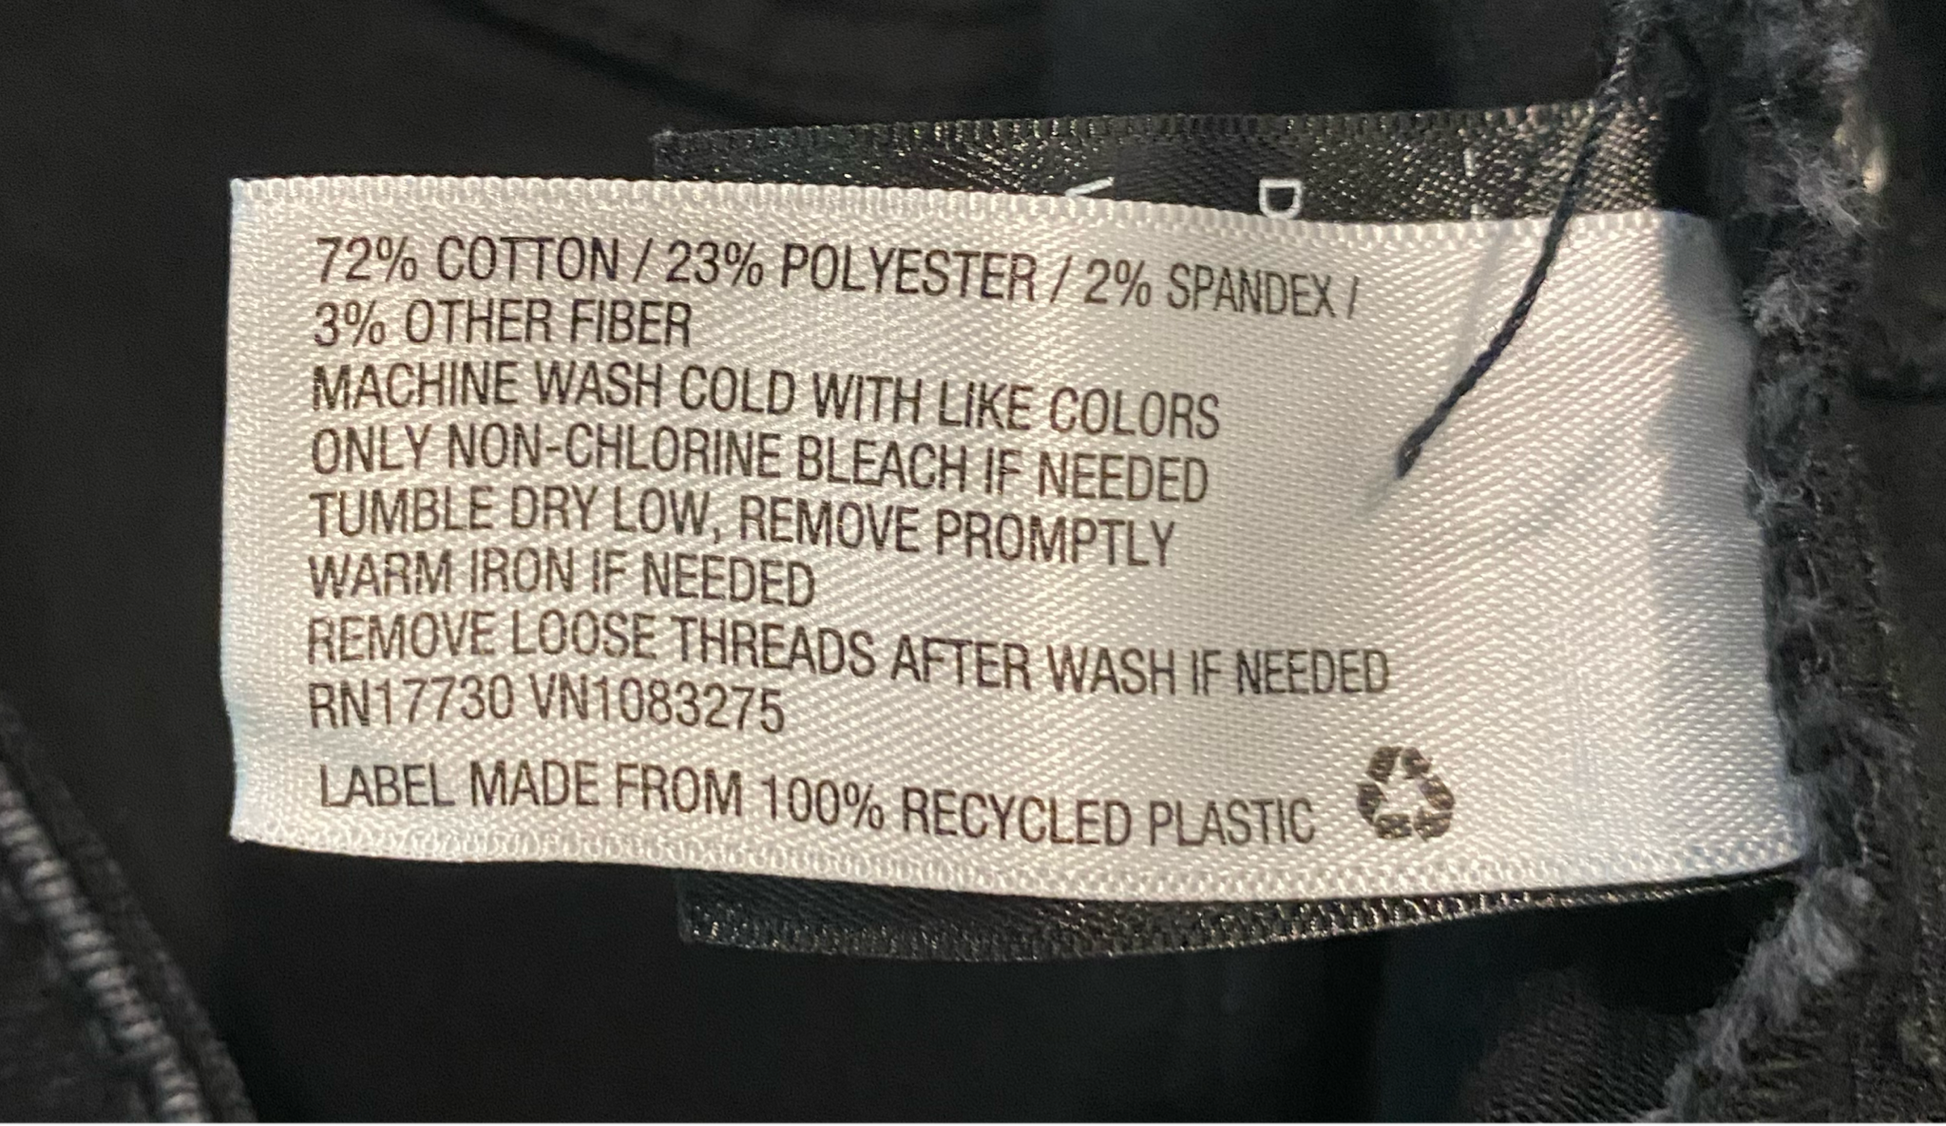 D
72% COTTON / 23% POLYESTER / 2% SPANDEX /
3% OTHER FIBER
MACHINE WASH COLD WITH LIKE COLORS
ONLY NON-CHLORINE BLEACH IF NEEDED
TUMBLE DRY LOW, REMOVE PROMPTLY
WARM IRON IF NEEDED
REMOVE LOOSE THREADS AFTER WASH IF NEEDED
RN17730 VN1083275
LABEL MADE FROM 100% RECYCLED PLASTIC